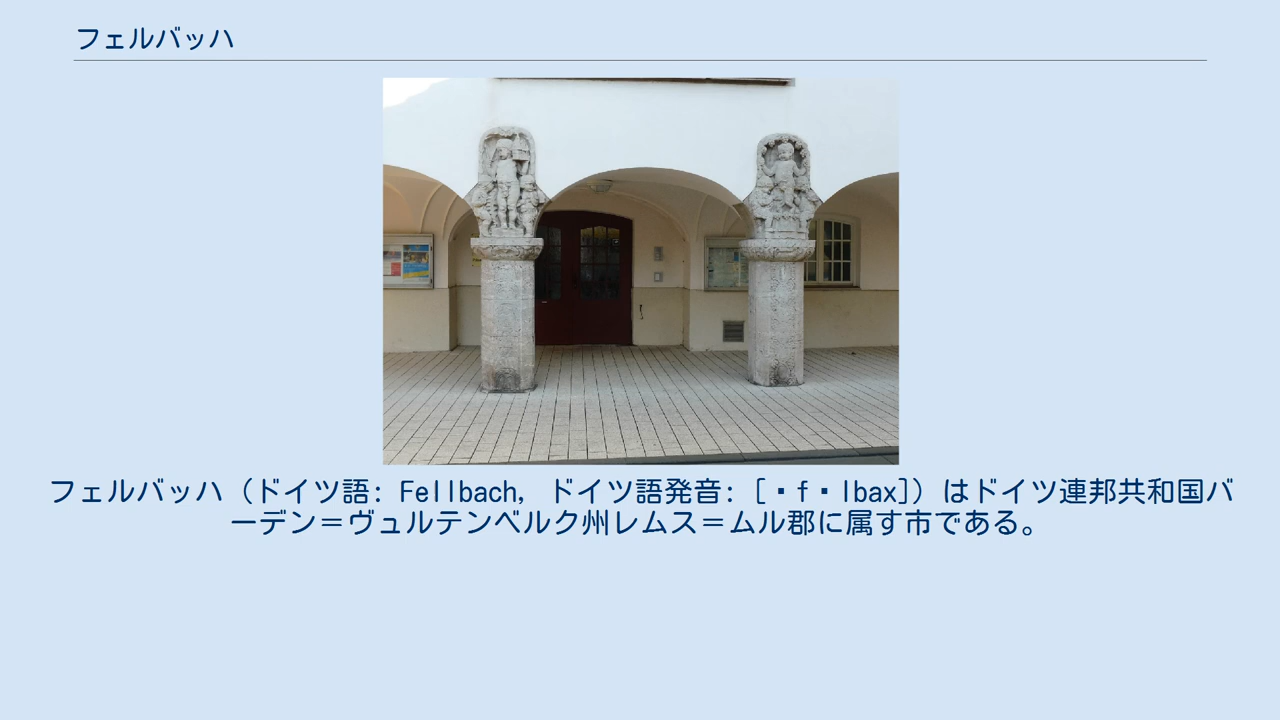 フェルバッハ
フェルバッハ（ドイツ語: Fellbach, ドイツ語発音: [・f・lbax]）はドイツ連邦共和国バ
ーデン＝ヴュルテンベルク州レムス＝ムル郡に属す市である。